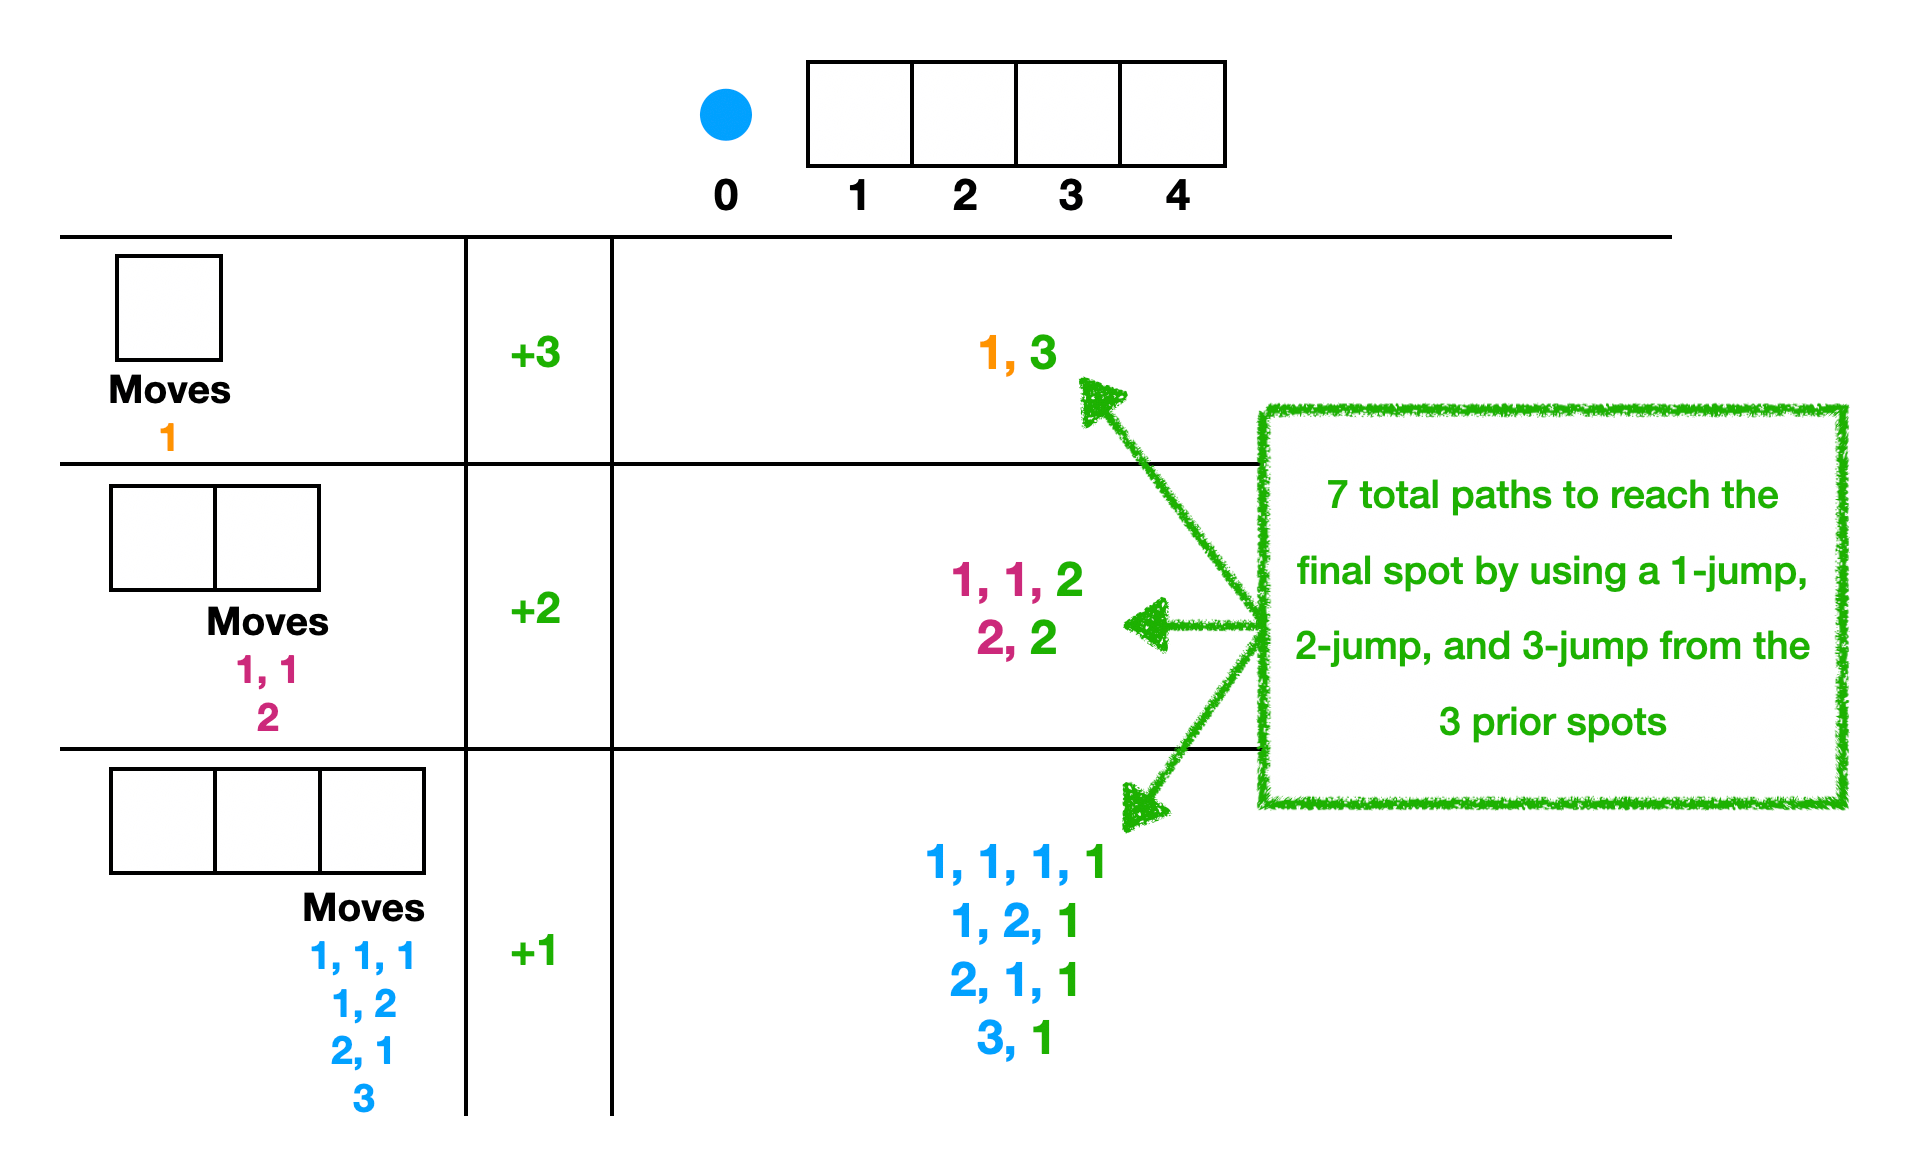 0 1 2 3 4
Moves
1
+3
1, 3
Moves
1, 1
2
+2
1, 1, 2
2, 2
7 total paths to reach the
final spot by using a 1-jump,
2-jump, and 3-jump from the
3 prior spots
Moves
1, 1, 1
1, 2
2, 1
3
+1
1, 1, 1, 1
1, 2, 1
2, 1, 1
3, 1